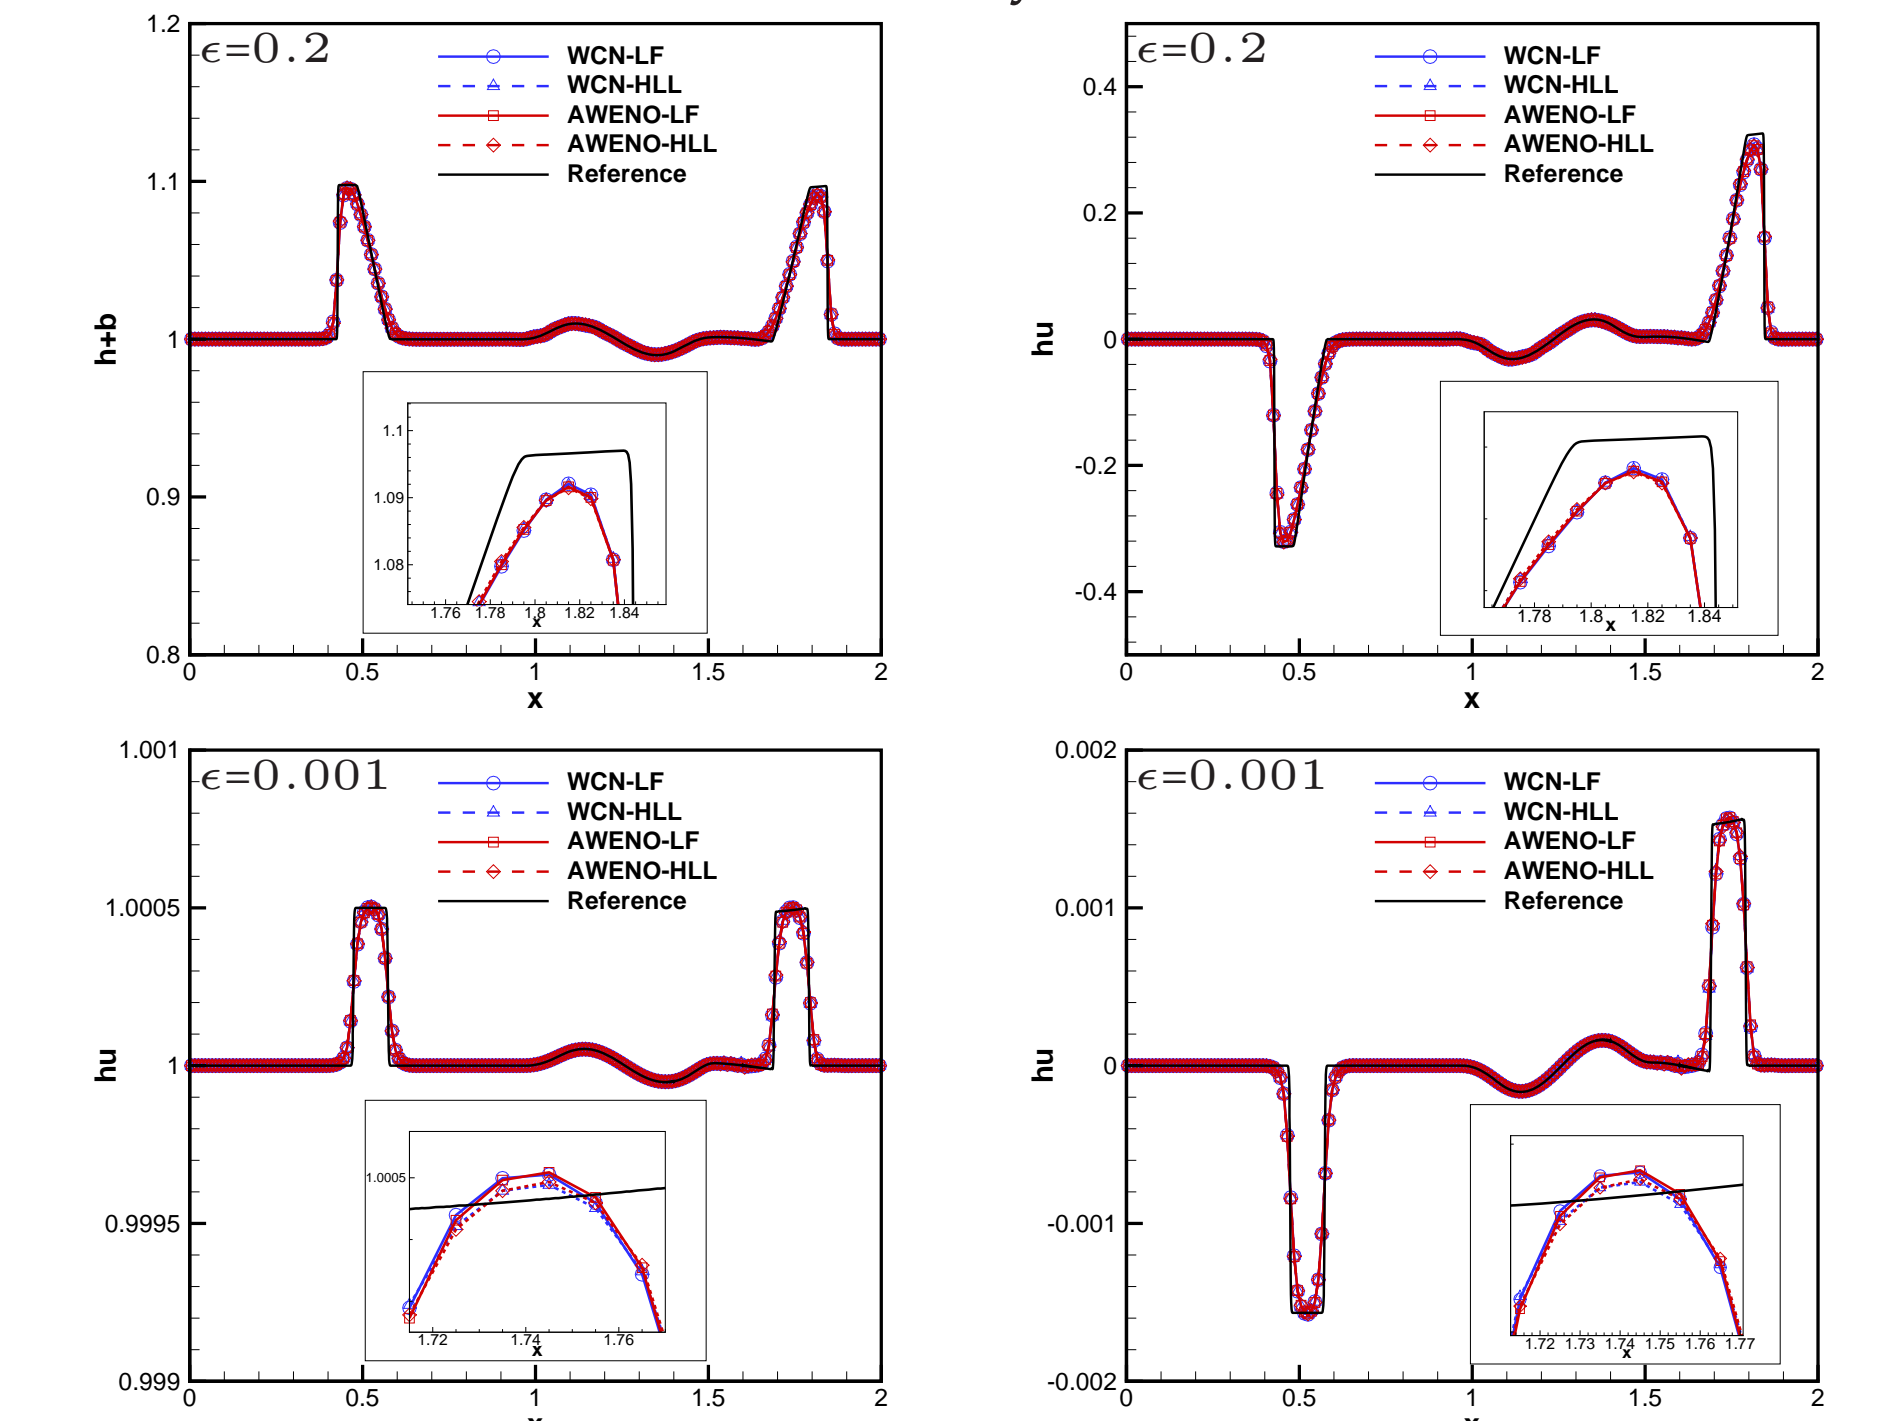 1.2
ϵ=0.2
WCN-LF
WCN-HLL
AWENO-LF
AWENO-HLL
Reference
1.1
1
0.9
0.8
h+b
1.1
1.09
1.08
1.76 1.78 1.8 1.82 1.84
x
0 0.5 1 1.5 2
x
ϵ=0.2
WCN-LF
WCN-HLL
AWENO-LF
AWENO-HLL
Reference
0.4
0.2
0
-0.2
-0.4
hu
1.78 1.8 1.82 1.84
x
0 0.5 1 1.5 2
x
1.001
ϵ=0.001
WCN-LF
WCN-HLL
AWENO-LF
AWENO-HLL
Reference
1.0005
1
0.9995
0.999
hu
1.0005
1.72 1.74 1.76
x
0 0.5 1 1.5 2
0.002
ϵ=0.001
WCN-LF
WCN-HLL
AWENO-LF
AWENO-HLL
Reference
0.001
0
-0.001
-0.002
hu
1.72 1.73 1.74 1.75 1.76 1.77
x
0 0.5 1 1.5 2